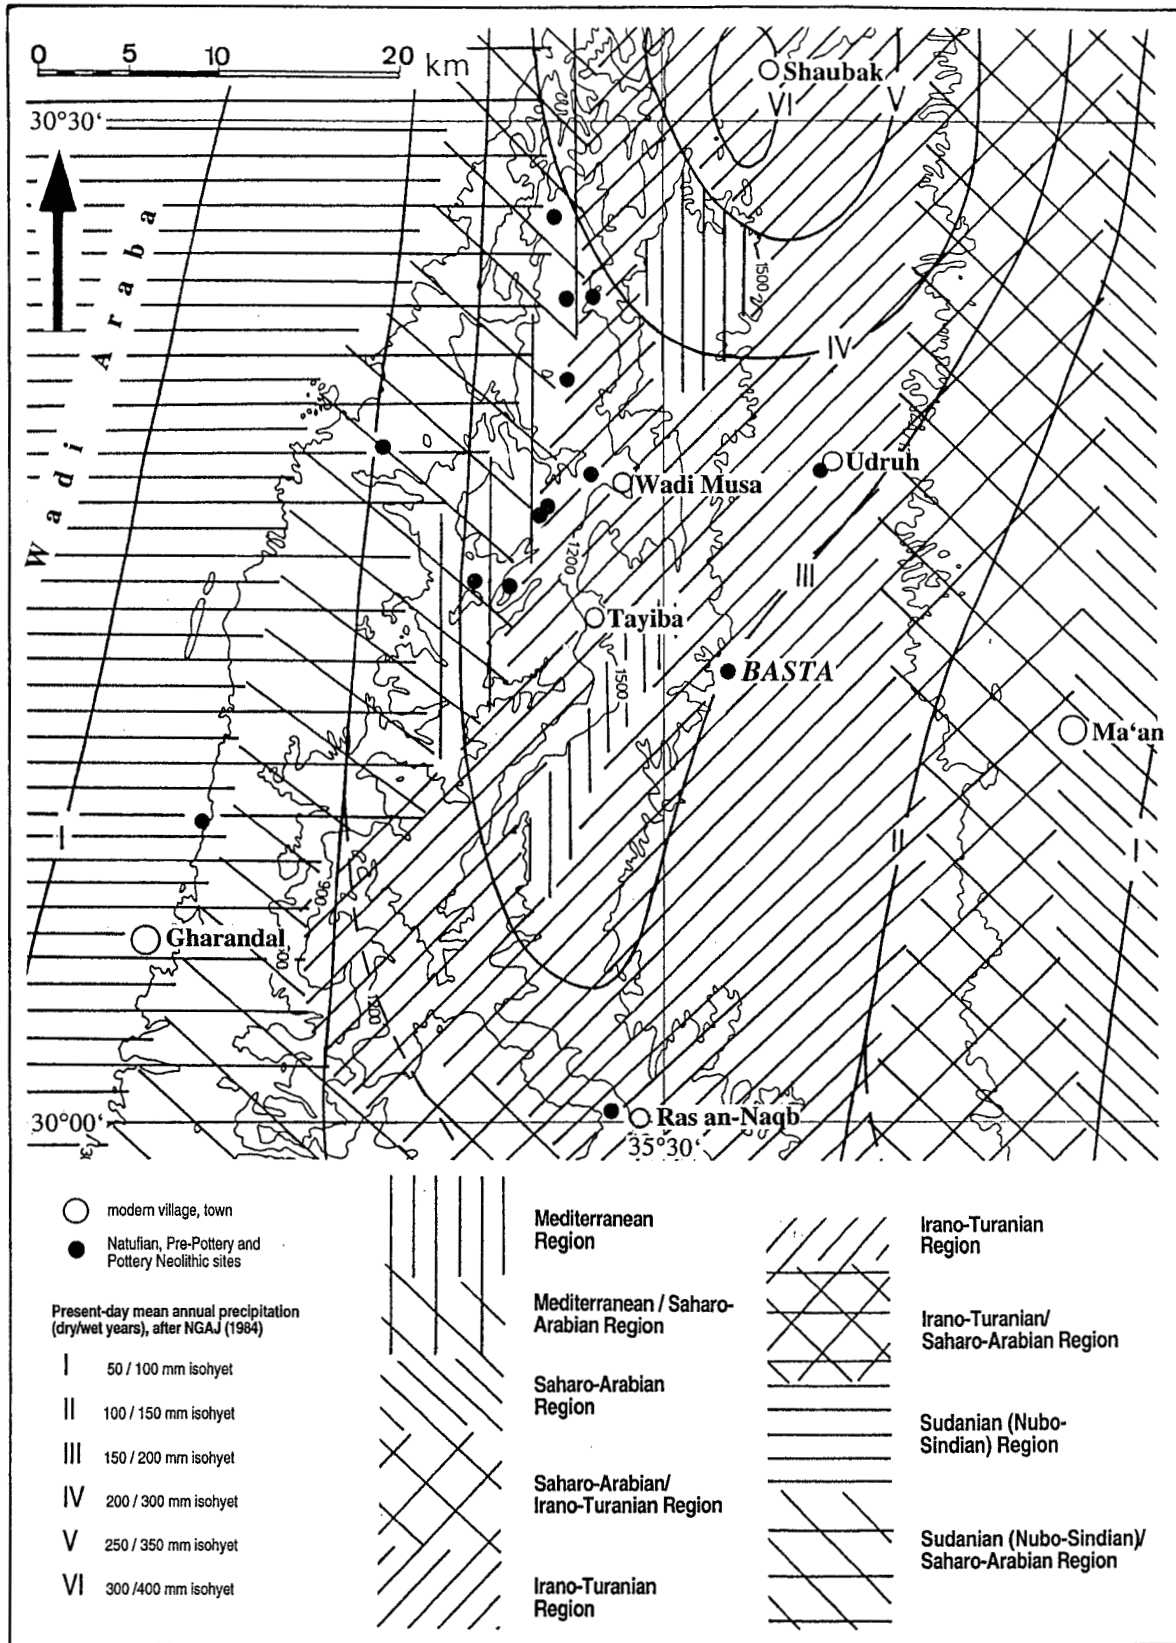 0 5 10 20 km
Shaubak
VI
V
30°30‘
Wadi Araba
1500
IV
Udruh
Wadi Musa
1200
III
Tayiba
BASTA
1500
Ma‘an
I
II
I
900
Gharandal
1200
Ras an-Naqb
30°00‘
35°30‘
modern village, town
Natufian, Pre-Pottery and
Pottery Neolithic sites
Present-day mean annual precipitation
(dry/wet years), after NGAJ (1984)
I 50 / 100 mm isohyet
II 100 / 150 mm isohyet
III 150 / 200 mm isohyet
IV 200 / 300 mm isohyet
V 250 / 350 mm isohyet
VI 300 /400 mm isohyet
Mediterranean
Region
Mediterranean / Saharo-
Arabian Region
Saharo-Arabian
Region
Saharo-Arabian/
Irano-Turanian Region
Irano-Turanian
Region
Irano-Turanian
Region
Irano-Turanian/
Saharo-Arabian Region
Sudanian (Nubo-
Sindian) Region
Sudanian (Nubo-Sindian)/
Saharo-Arabian Region